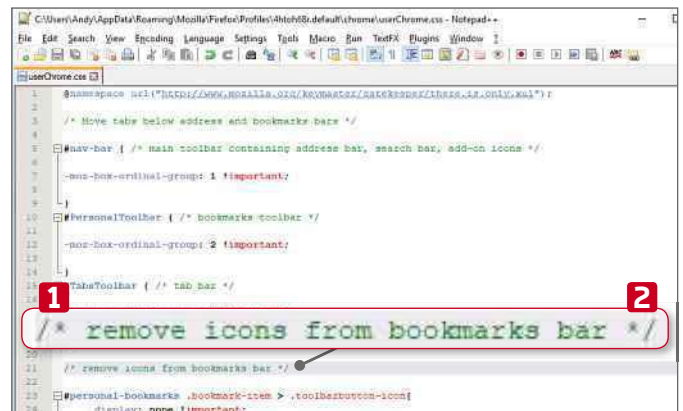 C:\Users\Andy\AppData\Roaming\Mozilla\Firefox\Profiles\4htoh68r.default\chrome\userChrome.css - Notepad++
File Edit Search View Encoding Language Settings Tools Macro Run TextFX Plugins Window ?
userChrome.css
1 @namespace url("http://www.mozilla.org/keymaster/gatekeeper/there.is.only.xul");
2
3 /* Move tabs below address and bookmarks bars */
4
5 #nav-bar { /* main toolbar containing address bar, search bar, add-on icons */
6
7 -moz-box-ordinal-group: 1 !important;
8
9 }
10 #PersonalToolbar { /* bookmarks toolbar */
11
12 -moz-box-ordinal-group: 2 !important;
13
14 }
15 TabsToolbar { /* tab bar */
16
1 2
/* remove icons from bookmarks bar */
20
21 /* remove icons from bookmarks bar */
22
23 #personal-bookmarks .bookmark-item > .toolbarbutton-icon{
24 display: none !important;